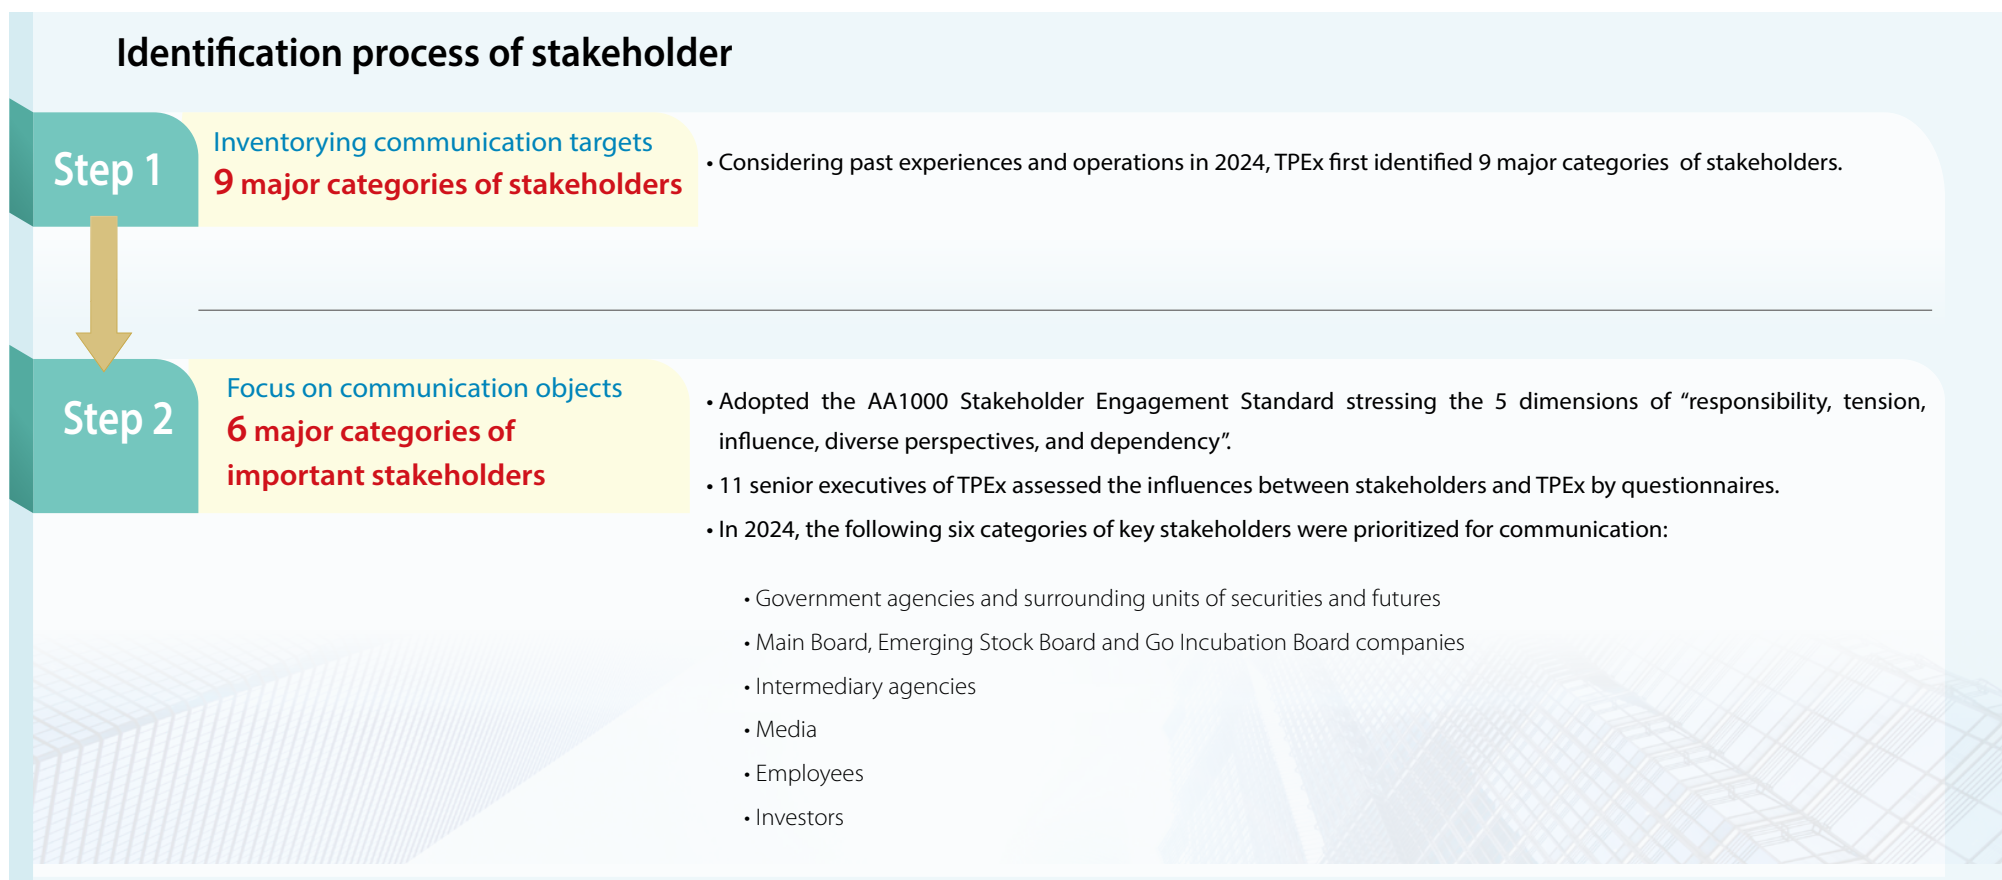 Identification process of stakeholder
Step 1
Inventorying communication targets
9 major categories of stakeholders
• Considering past experiences and operations in 2024, TPEx first identified 9 major categories of stakeholders.
Step 2
Focus on communication objects
6 major categories of
important stakeholders
• Adopted the AA1000 Stakeholder Engagement Standard stressing the 5 dimensions of “responsibility, tension,
influence, diverse perspectives, and dependency”.
• 11 senior executives of TPEx assessed the influences between stakeholders and TPEx by questionnaires.
• In 2024, the following six categories of key stakeholders were prioritized for communication:
• Government agencies and surrounding units of securities and futures
• Main Board, Emerging Stock Board and Go Incubation Board companies
• Intermediary agencies
• Media
• Employees
• Investors